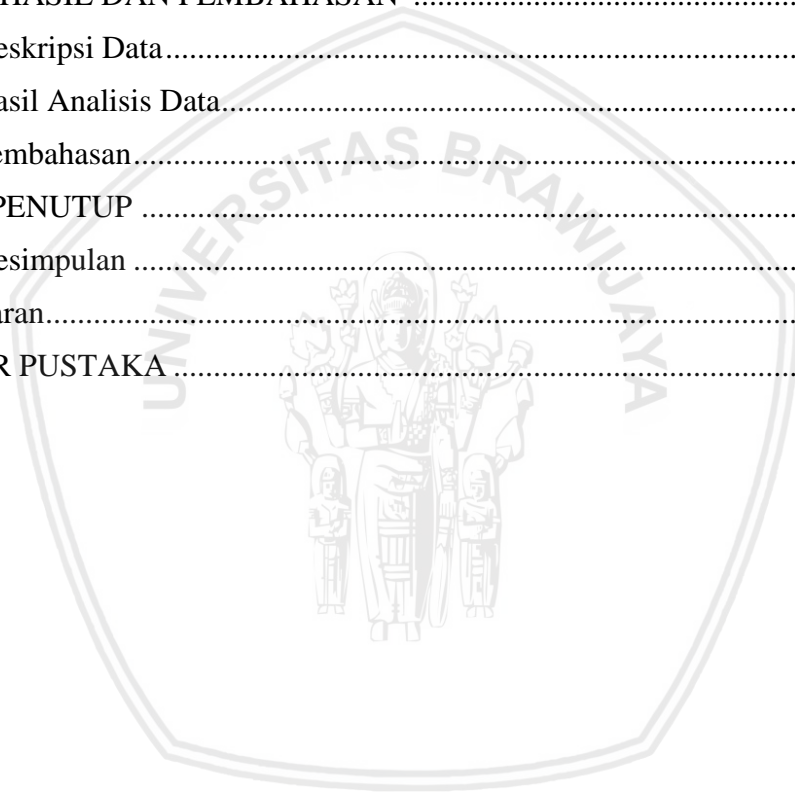 HASIL DAN PEMBAHASAN ..............................................................
eskripsi Data..........................................................................................
asil Analisis Data...................................................................................
embahasan..............................................................................................
PENUTUP .............................................................................................
esimpulan ..............................................................................................
aran.........................................................................................................
R PUSTAKA ........................................................................................
UNIVERSITAS BRAWIJAYA